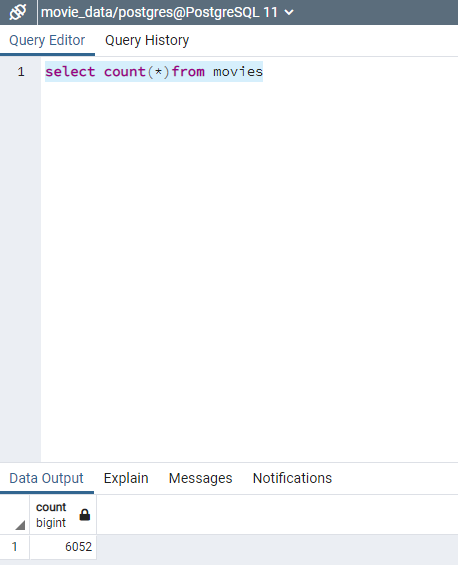 movie_data/postgres@PostgreSQL 11
Query Editor Query History
1 select count(*)from movies
Data Output Explain Messages Notifications
count
bigint
1 6052